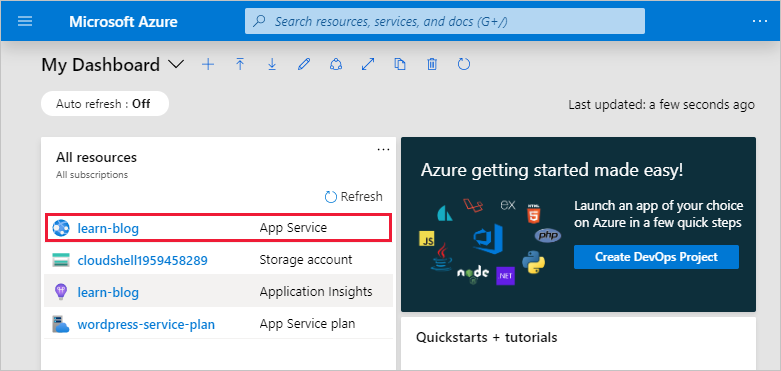 Microsoft Azure
Search resources, services, and docs (G+/)
My Dashboard
Auto refresh : Off
Last updated: a few seconds ago
All resources
All subscriptions
Refresh
learn-blog App Service
cloudshell1959458289 Storage account
learn-blog Application Insights
wordpress-service-plan App Service plan
Azure getting started made easy!
ex
HTML
5
JS
php
node
.NET
Launch an app of your choice
on Azure in a few quick steps
Create DevOps Project
Quickstarts + tutorials